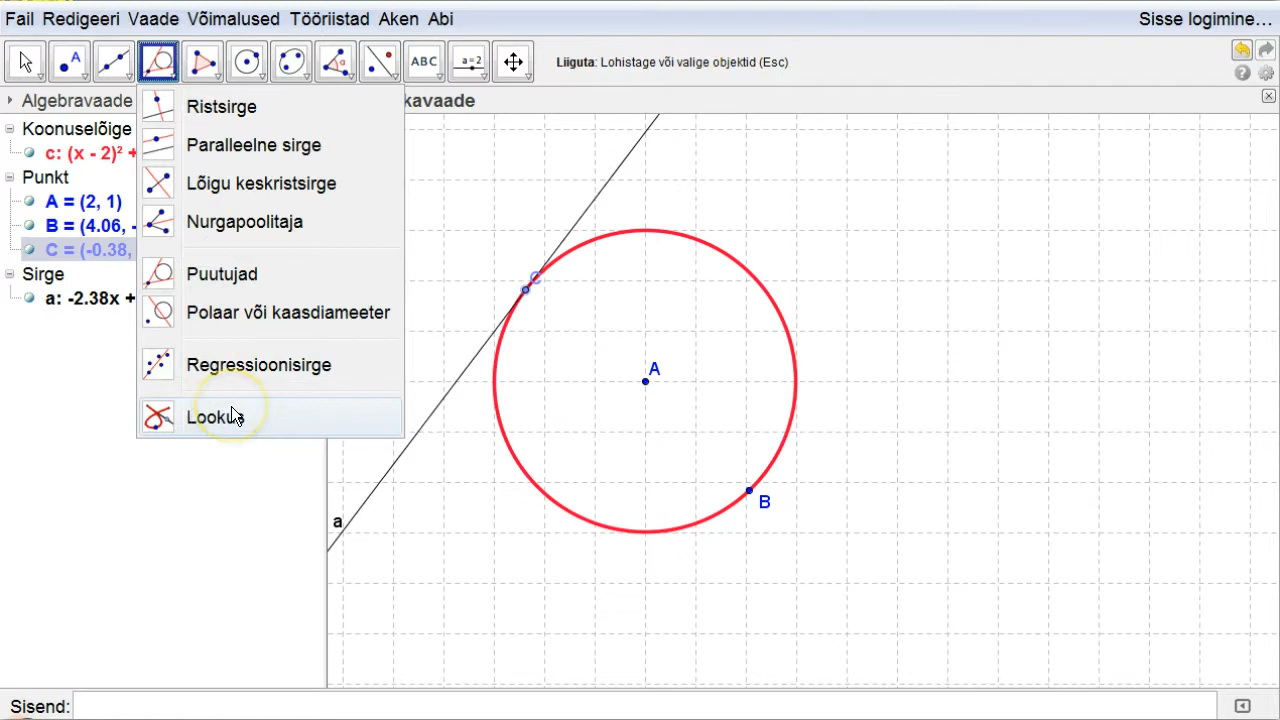 Fail Redigeeri Vaade Võimalused Tööriistad Aken Abi Sisse logimine...
A ABC a=2 Liiguta: Lohistage või valige objektid (Esc)
Algebravaade kavaade
Koonuselõige
c: (x - 2)² +
Punkt
A = (2, 1)
B = (4.06, -
C = (-0.38,
Sirge
a: -2.38x +
Ristsirge
Paralleelne sirge
Lõigu keskristsirge
Nurgapoolitaja
Puutujad
Polaar või kaasdiameeter
Regressioonisirge
C
A
B
a
Sisend: